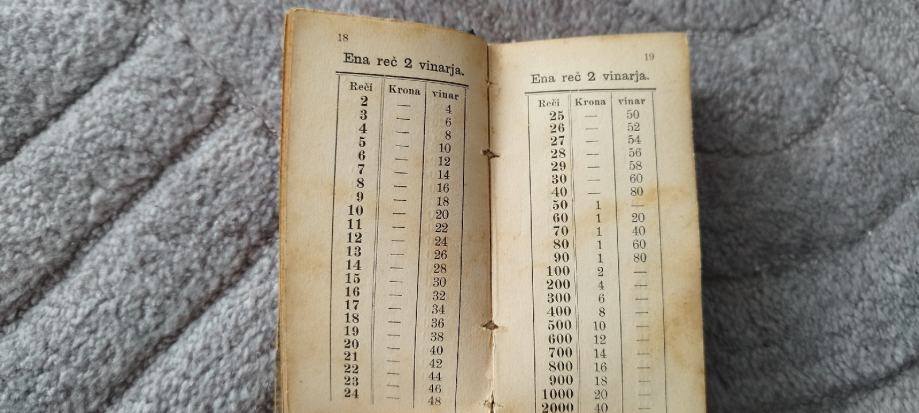 18
Ena reč 2 vinarja.
Reči Krona vinar
2 — 4
3 — 6
4 — 8
5 — 10
6 — 12
7 — 14
8 — 16
9 — 18
10 — 20
11 — 22
12 — 24
13 — 26
14 — 28
15 — 30
16 — 32
17 — 34
18 — 36
19 — 38
20 — 40
21 — 42
22 — 44
23 — 46
24 — 48
19
Ena reč 2 vinarja.
Reči Krona vinar
25 — 50
26 — 52
27 — 54
28 — 56
29 — 58
30 — 60
40 — 80
50 1 —
60 1 20
70 1 40
80 1 60
90 1 80
100 2 —
200 4 —
300 6 —
400 8 —
500 10 —
600 12 —
700 14 —
800 16 —
900 18 —
1000 20 —
2000 40 —